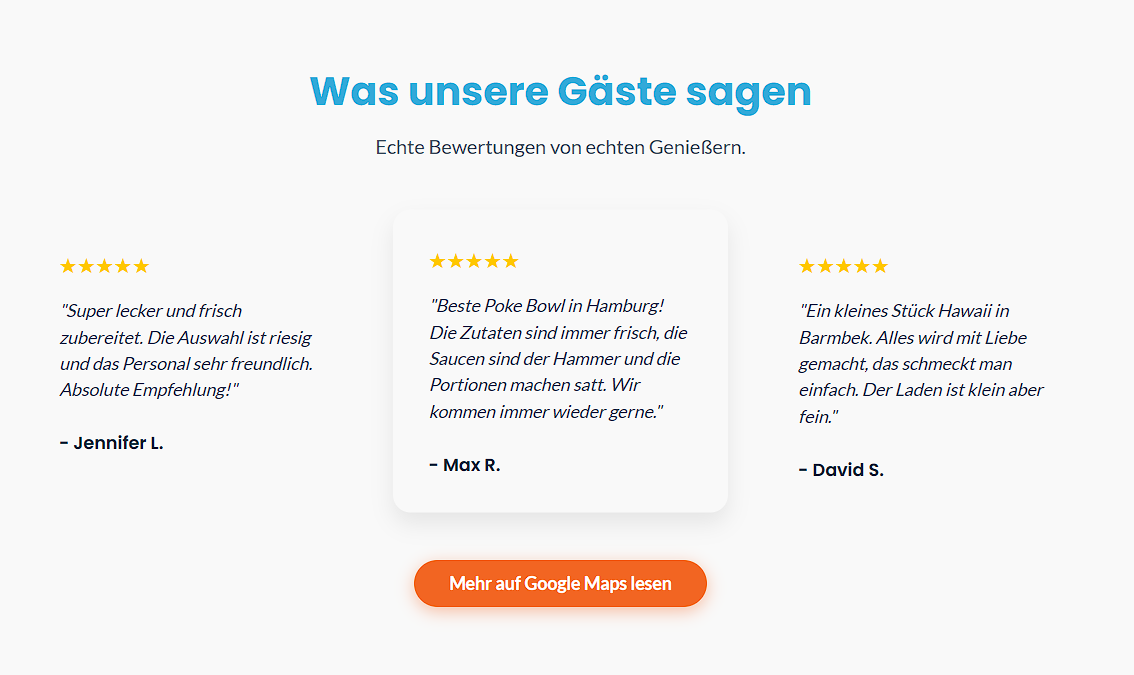 Was unsere Gäste sagen
Echte Bewertungen von echten Genießern.
★★★★★
"Super lecker und frisch
zubereitet. Die Auswahl ist riesig
und das Personal sehr freundlich.
Absolute Empfehlung!"
- Jennifer L.
★★★★★
"Beste Poke Bowl in Hamburg!
Die Zutaten sind immer frisch, die
Saucen sind der Hammer und die
Portionen machen satt. Wir
kommen immer wieder gerne."
- Max R.
★★★★★
"Ein kleines Stück Hawaii in
Barmbek. Alles wird mit Liebe
gemacht, das schmeckt man
einfach. Der Laden ist klein aber
fein."
- David S.
Mehr auf Google Maps lesen